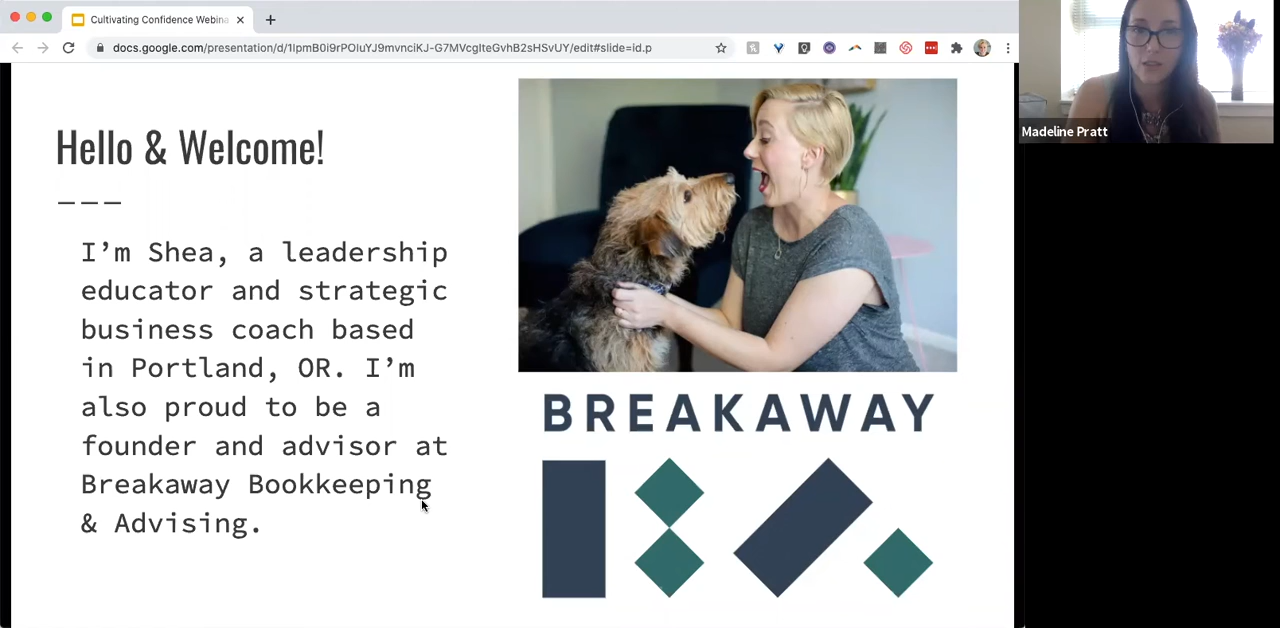 Cultivating Confidence Webina
docs.google.com/presentation/d/1lpmB0i9rPOluYJ9mvnciKJ-G7MVcgIteGvhB2sHSvUY/edit#slide=id.p
Madeline Pratt
Hello & Welcome!
I’m Shea, a leadership
educator and strategic
business coach based
in Portland, OR. I’m
also proud to be a
founder and advisor at
Breakaway Bookkeeping
& Advising.
BREAKAWAY